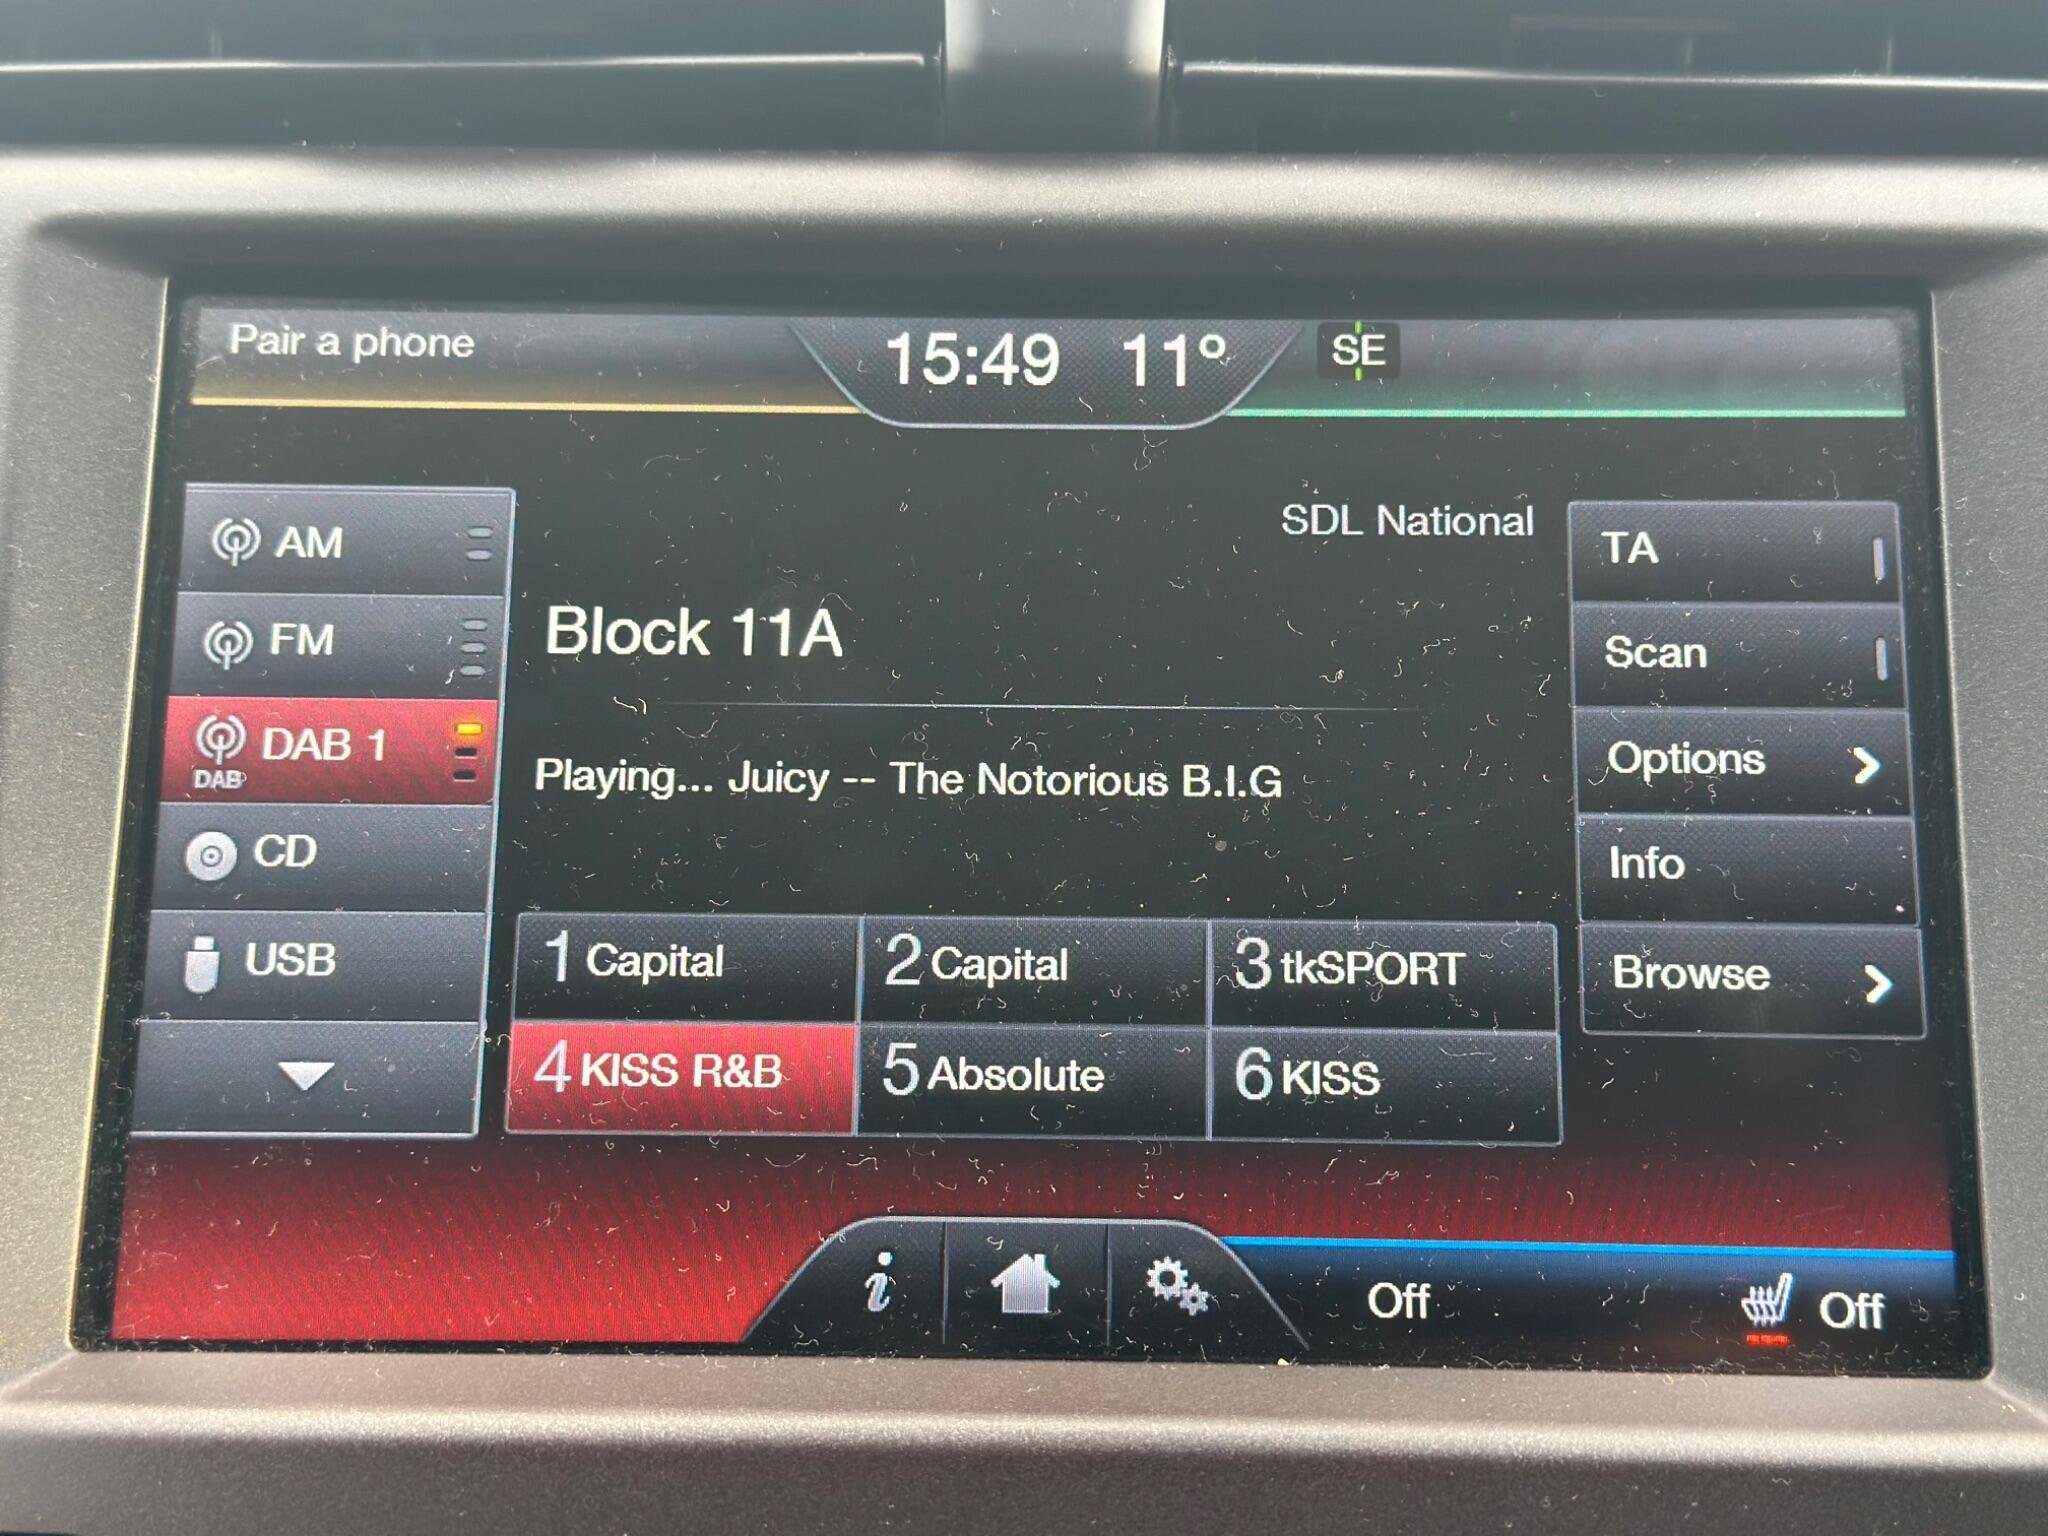 Pair a phone
15:49 11° SE
AM
FM
DAB 1
DAB
CD
USB
SDL National
Block 11A
Playing... Juicy -- The Notorious B.I.G
1 Capital
2 Capital
3 tkSPORT
4 KISS R&B
5 Absolute
6 KISS
TA
Scan
Options
Info
Browse
i
Off
Off